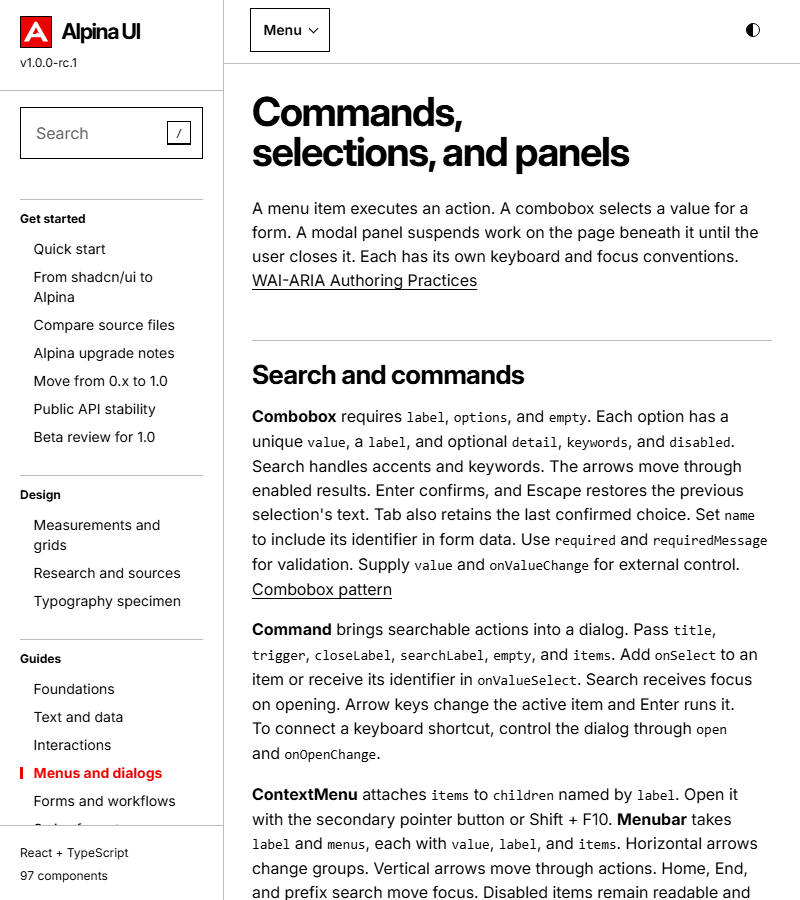 Alpina UI
v1.0.0-rc.1
Search
/
Get started
Quick start
From shadcn/ui to
Alpina
Compare source files
Alpina upgrade notes
Move from 0.x to 1.0
Public API stability
Beta review for 1.0
Design
Measurements and
grids
Research and sources
Typography specimen
Guides
Foundations
Text and data
Interactions
Menus and dialogs
Forms and workflows
React + TypeScript
97 components
Menu
Commands,
selections, and panels
A menu item executes an action. A combobox selects a value for a
form. A modal panel suspends work on the page beneath it until the
user closes it. Each has its own keyboard and focus conventions.
WAI-ARIA Authoring Practices
Search and commands
Combobox requires label, options, and empty. Each option has a
unique value, a label, and optional detail, keywords, and disabled.
Search handles accents and keywords. The arrows move through
enabled results. Enter confirms, and Escape restores the previous
selection's text. Tab also retains the last confirmed choice. Set name
to include its identifier in form data. Use required and requiredMessage
for validation. Supply value and onValueChange for external control.
Combobox pattern
Command brings searchable actions into a dialog. Pass title,
trigger, closeLabel, searchLabel, empty, and items. Add onSelect to an
item or receive its identifier in onValueSelect. Search receives focus
on opening. Arrow keys change the active item and Enter runs it.
To connect a keyboard shortcut, control the dialog through open
and onOpenChange.
ContextMenu attaches items to children named by label. Open it
with the secondary pointer button or Shift + F10. Menubar takes
label and menus, each with value, label, and items. Horizontal arrows
change groups. Vertical arrows move through actions. Home, End,
and prefix search move focus. Disabled items remain readable and